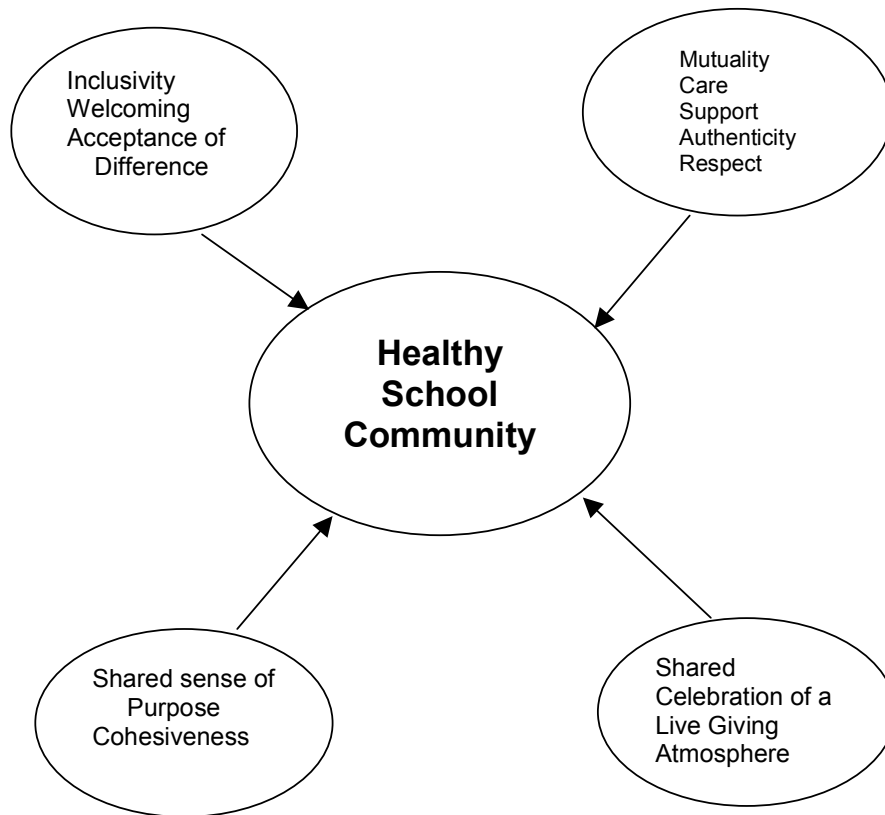 Inclusivity
Welcoming
Acceptance of
Difference
Mutuality
Care
Support
Authenticity
Respect
Healthy
School
Community
Shared sense of
Purpose
Cohesiveness
Shared
Celebration of a
Live Giving
Atmosphere